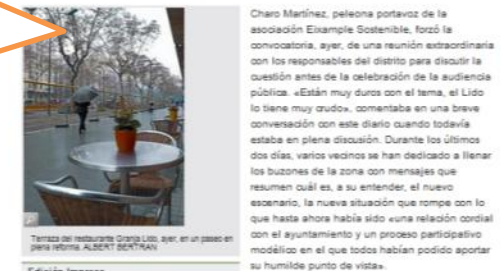 Charo Martínez, peleona portavoz de la
asociación Eixample Sostenible, forzó la
convocatoria, ayer, de una reunión extraordinaria
con los responsables del distrito para discutir la
cuestión antes de la celebración de la audiencia
pública. «Están muy duros con el tema, el Lido
lo tiene muy crudo», comentaba en una breve
conversación con este diario cuando todavía
estaba en plena discusión. Durante los últimos
dos días, varios vecinos se han dedicado a llenar
los buzones de la zona con mensajes que
resumen cuál es, a su entender, el nuevo
escenario, la nueva situación que rompe con lo
que hasta ahora había sido «una relación cordial
con el ayuntamiento y un proceso participativo
modélico en el que todos habían podido aportar
su humilde punto de vista».
Terraza del restaurante Granja Lido, ayer, en un paseo en
plena reforma. ALBERT BERTRAN
Edición Impresa